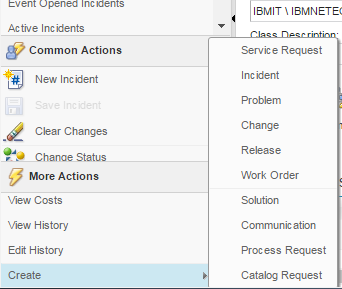 Event Opened Incidents
Active Incidents
Common Actions
New Incident
Save Incident
Clear Changes
Change Status
More Actions
View Costs
View History
Edit History
Create
Service Request
Incident
Problem
Change
Release
Work Order
Solution
Communication
Process Request
Catalog Request
IBMIT \ IBMNETEC
Class Description: